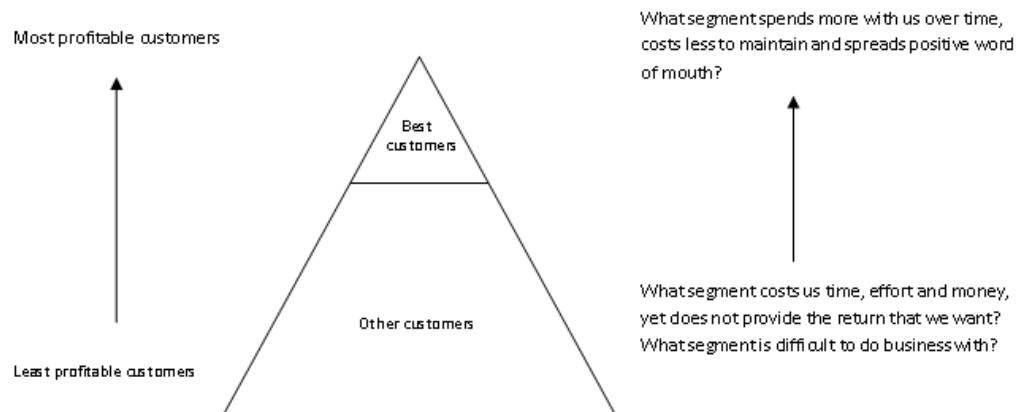 Most profitable customers
What segment spends more with us over time,
costs less to maintain and spreads positive word
of mouth?
Best
customers
Other customers
Least profitable customers
What segment costs us time, effort and money,
yet does not provide the return that we want?
What segment is difficult to do business with?